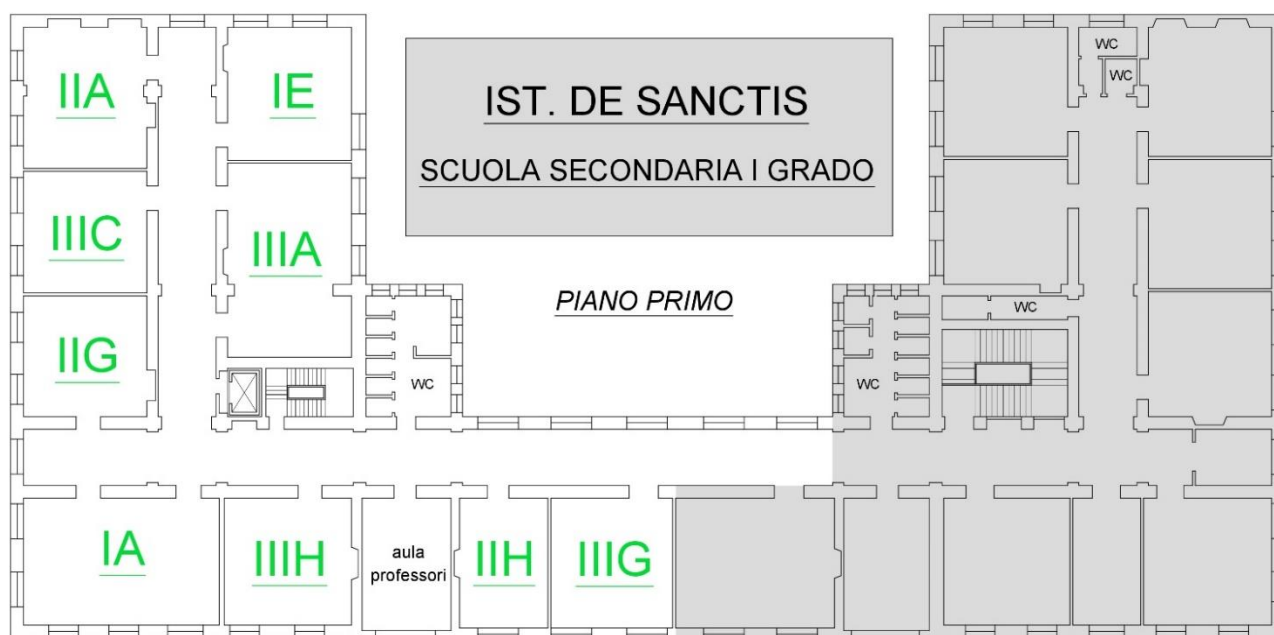 WC
IIA
IE
IST. DE SANCTIS
WC
SCUOLA SECONDARIA I GRADO
IIIC
IIIA
PIANO PRIMO
WC
IIG
WC
WC
IA
IIIH
aula
professori
IIH
IIIG